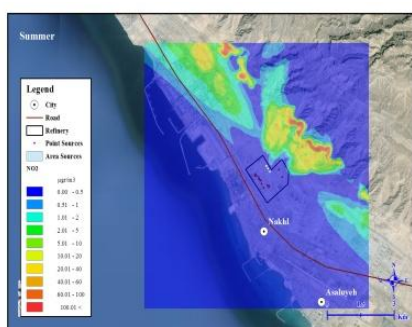 Summer
Legend
City
Road
Refinery
Point Sources
Area Sources
NO2
µgr/m3
0.00 - 0.5
0.51 - 1
1.01 - 2
2.01 - 5
5.01 - 10
10.01 - 20
20.01 - 40
40.01 - 60
60.01 - 100
100.01 <
Nakhl
Asaluyeh
N
Km